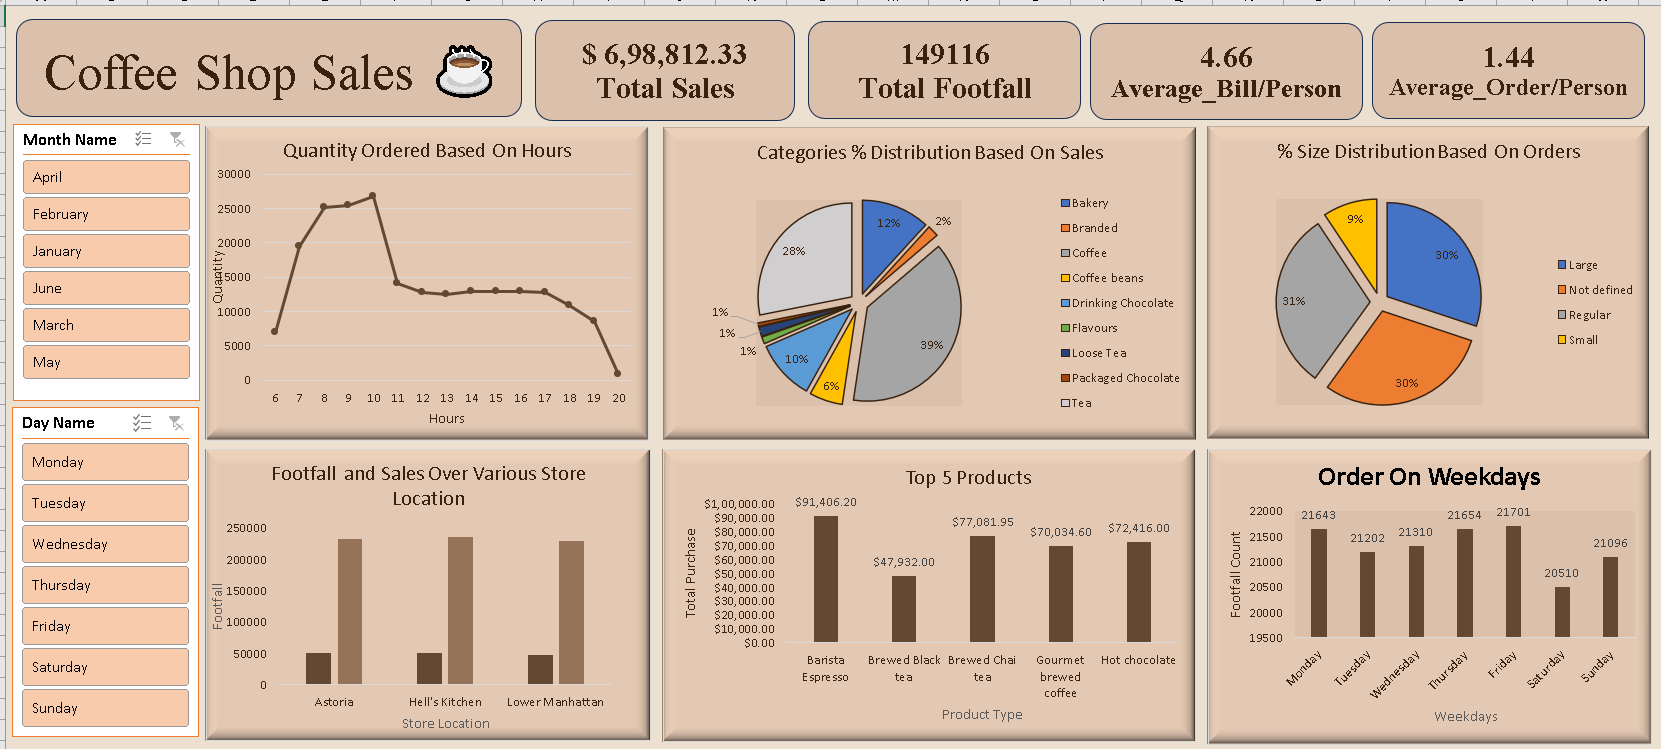 Coffee Shop Sales
$ 6,98,812.33
Total Sales
149116
Total Footfall
4.66
Average_Bill/Person
1.44
Average_Order/Person
Month Name
April
February
January
June
March
May
Day Name
Monday
Tuesday
Wednesday
Thursday
Friday
Saturday
Sunday
Quantity Ordered Based On Hours
Quantity
30000
25000
20000
15000
10000
5000
0
6 7 8 9 10 11 12 13 14 15 16 17 18 19 20
Hours
Categories % Distribution Based On Sales
12%
2%
39%
6%
10%
1%
1%
1%
28%
Bakery
Branded
Coffee
Coffee beans
Drinking Chocolate
Flavours
Loose Tea
Packaged Chocolate
Tea
% Size Distribution Based On Orders
30%
30%
31%
9%
Large
Not defined
Regular
Small
Footfall and Sales Over Various Store
Location
Footfall
250000
200000
150000
100000
50000
0
Astoria Hell's Kitchen Lower Manhattan
Store Location
Top 5 Products
Total Purchase
$1,00,000.00
$90,000.00
$80,000.00
$70,000.00
$60,000.00
$50,000.00
$40,000.00
$30,000.00
$20,000.00
$10,000.00
$0.00
$91,406.20
$47,932.00
$77,081.95
$70,034.60
$72,416.00
Barista
Espresso
Brewed Black
tea
Brewed Chai
tea
Gourmet
brewed
coffee
Hot chocolate
Product Type
Order On Weekdays
Footfall Count
22000
21500
21000
20500
20000
19500
21643
21202
21310
21654
21701
20510
21096
Monday
Tuesday
Wednesday
Thursday
Friday
Saturday
Sunday
Weekdays